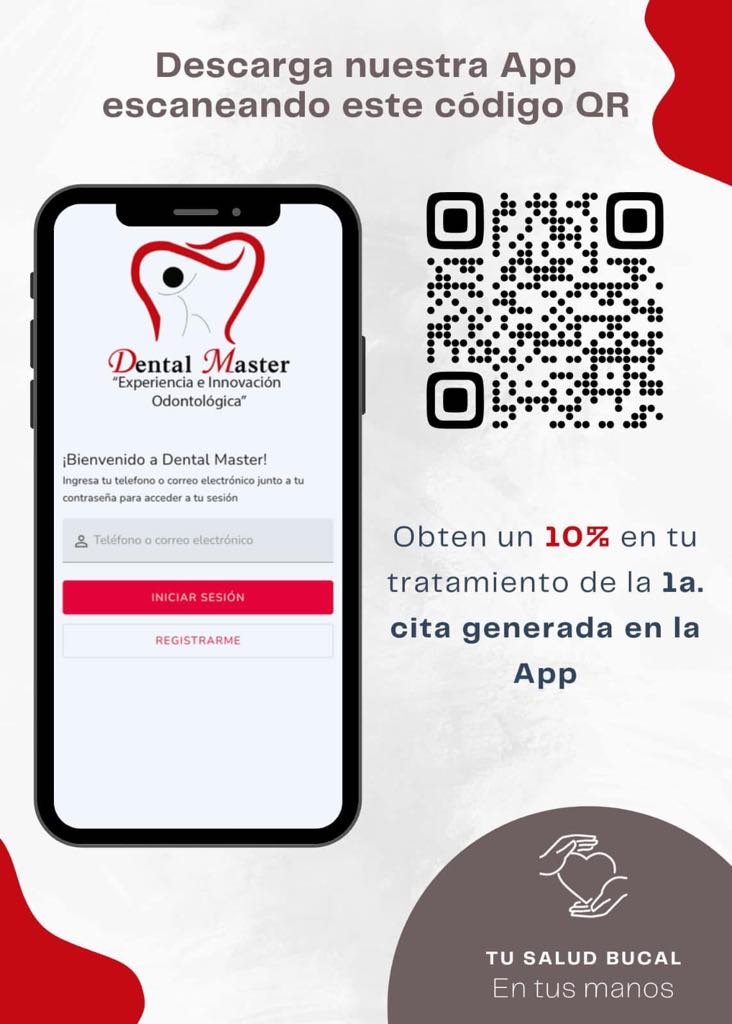 Descarga nuestra App
escaneando este código QR
Dental Master
"Experiencia e Innovación
Odontológica"
¡Bienvenido a Dental Master!
Ingresa tu telefono o correo electrónico junto a tu
contraseña para acceder a tu sesión
Teléfono o correo electrónico
INICIAR SESIÓN
REGISTRARME
Obten un 10% en tu
tratamiento de la 1a.
cita generada en la
App
TU SALUD BUCAL
En tus manos